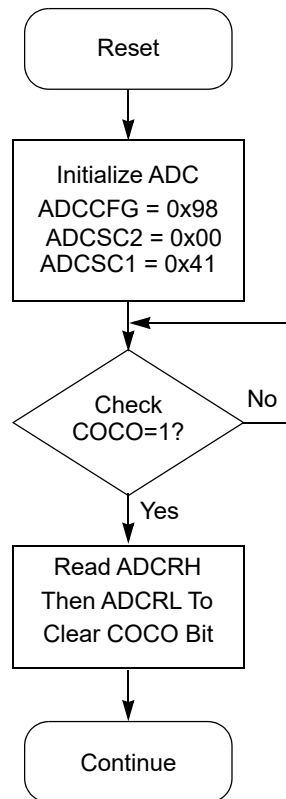 Reset
Initialize ADC
ADCCFG = 0x98
ADCSC2 = 0x00
ADCSC1 = 0x41
Check
COCO=1?
No
Yes
Read ADCRH
Then ADCRL To
Clear COCO Bit
Continue